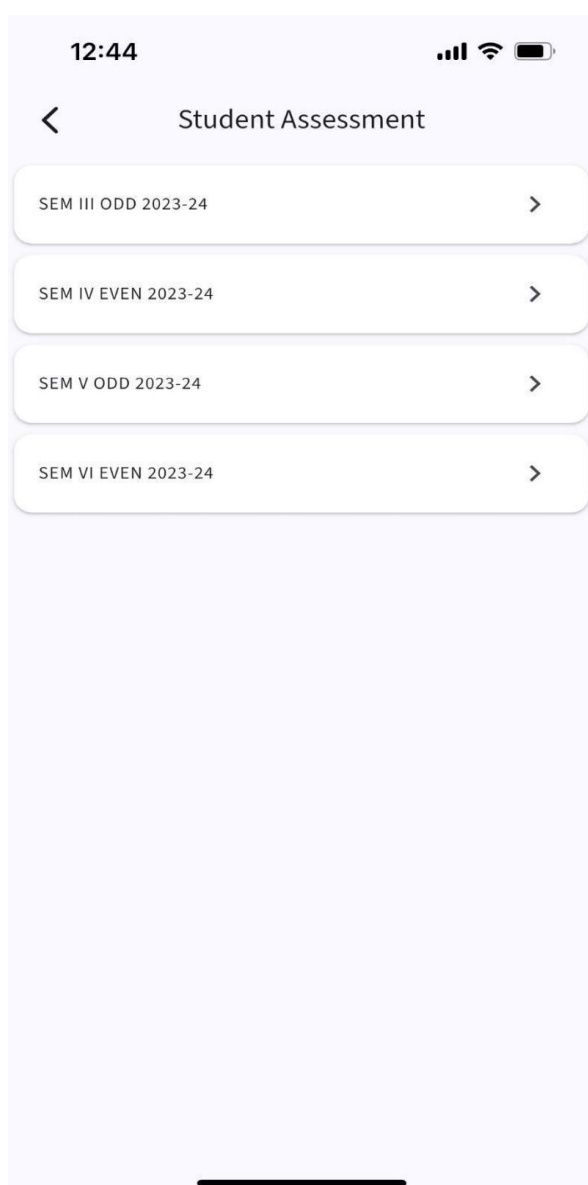 12:44
Student Assessment
SEM III ODD 2023-24
SEM IV EVEN 2023-24
SEM V ODD 2023-24
SEM VI EVEN 2023-24